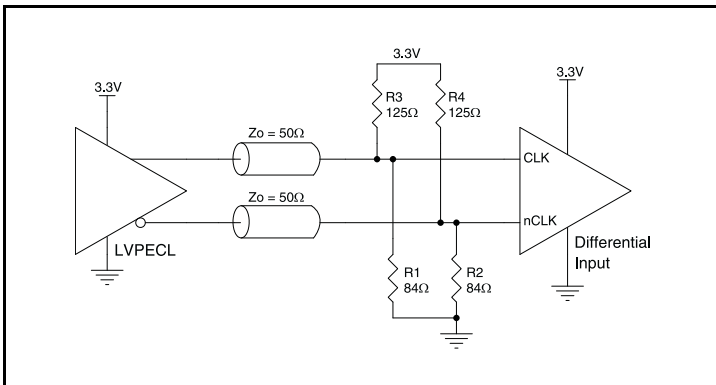 3.3V
3.3V
3.3V
R3
125Ω
R4
125Ω
Zo = 50Ω
CLK
Zo = 50Ω
nCLK
LVPECL
Differential
Input
R1
84Ω
R2
84Ω